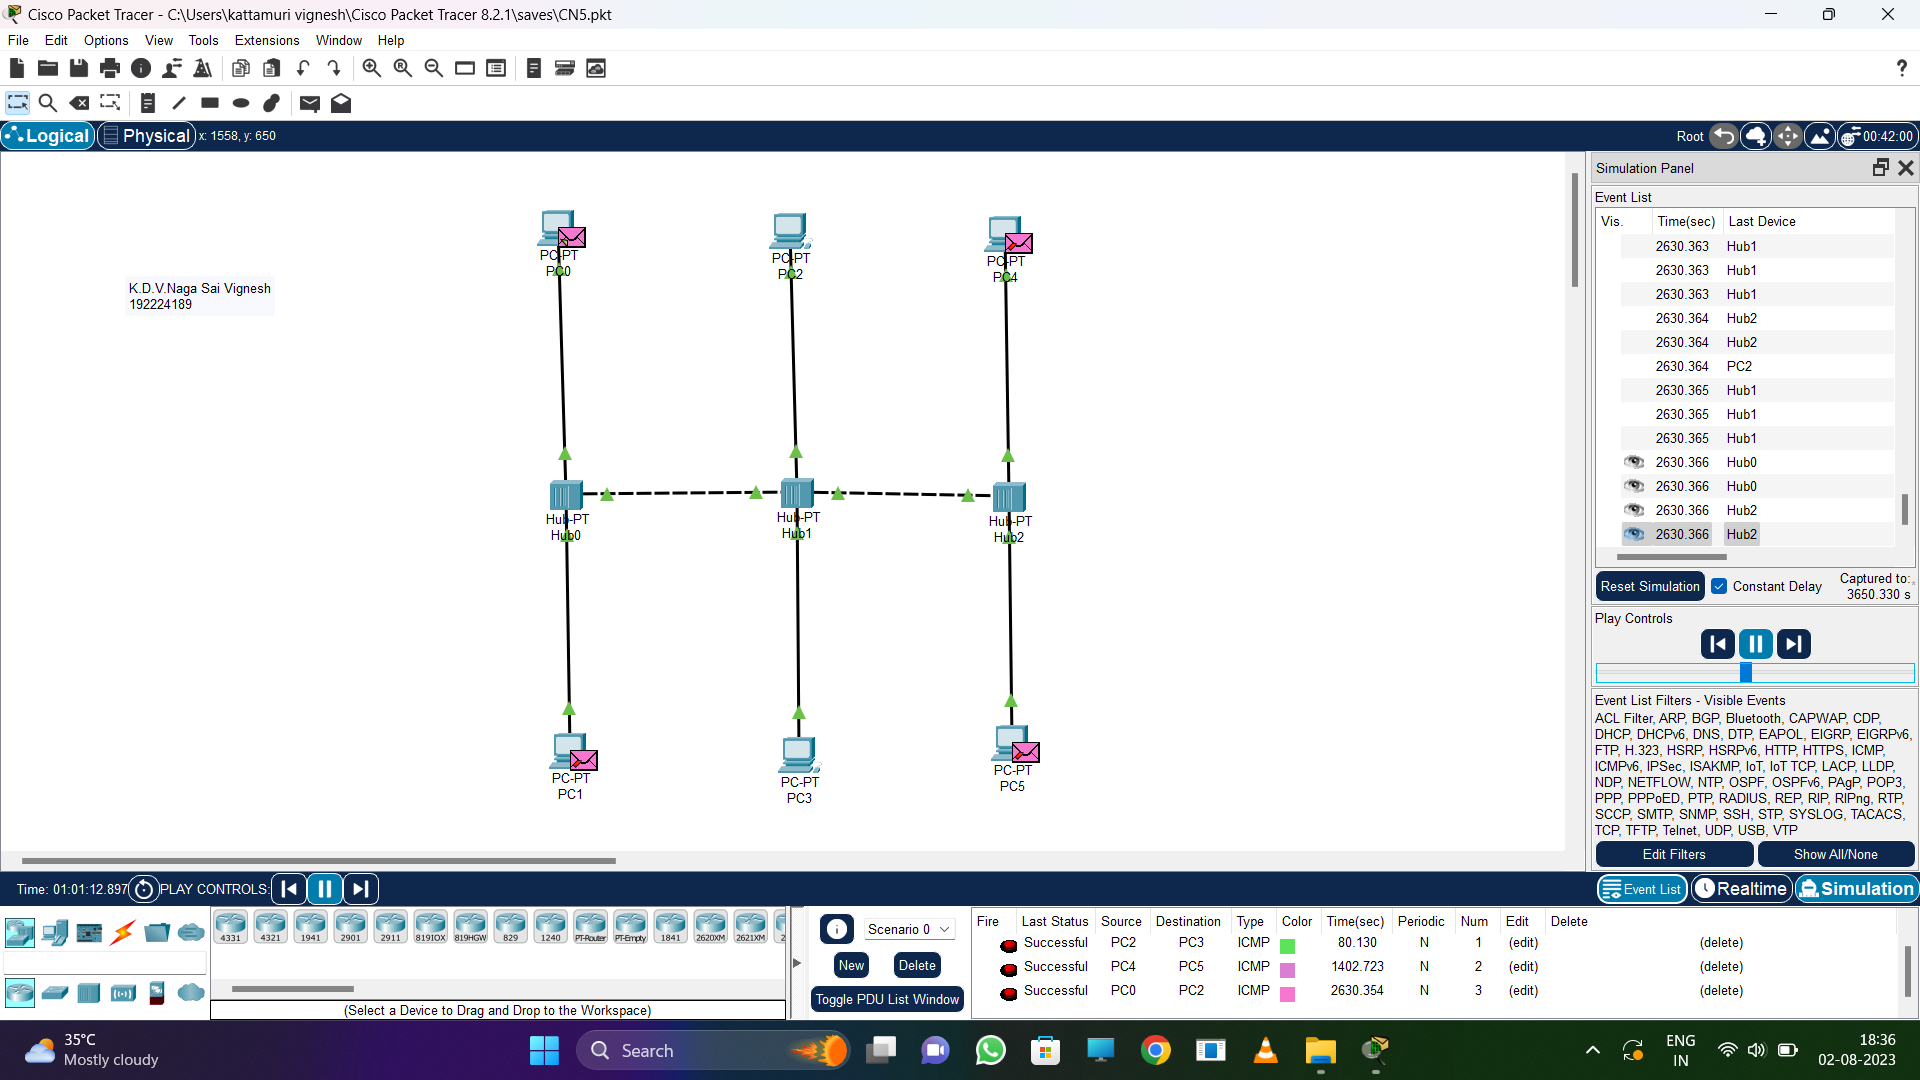 Cisco Packet Tracer - C:\Users\kattamuri vignesh\Cisco Packet Tracer 8.2.1\saves\CN5.pkt
File Edit Options View Tools Extensions Window Help
?
Logical Physical x: 1558, y: 650
Root 00:42:00
K.D.V.Naga Sai Vignesh
192224189
PC-PT
PC0
PC-PT
PC2
PC-PT
PC4
Hub-PT
Hub0
Hub-PT
Hub1
Hub-PT
Hub2
PC-PT
PC1
PC-PT
PC3
PC-PT
PC5
Simulation Panel
Event List
Vis. Time(sec) Last Device
2630.363 Hub1
2630.363 Hub1
2630.363 Hub1
2630.364 Hub2
2630.364 Hub2
2630.364 PC2
2630.365 Hub1
2630.365 Hub1
2630.365 Hub1
2630.366 Hub0
2630.366 Hub0
2630.366 Hub2
2630.366 Hub2
Reset Simulation Constant Delay Captured to:
3650.330 s
Play Controls
Event List Filters - Visible Events
ACL Filter, ARP, BGP, Bluetooth, CAPWAP, CDP,
DHCP, DHCPv6, DNS, DTP, EAPOL, EIGRP, EIGRPv6,
FTP, H.323, HSRP, HSRPv6, HTTP, HTTPS, ICMP,
ICMPv6, IPSec, ISAKMP, IoT, IoT TCP, LACP, LLDP,
NDP, NETFLOW, NTP, OSPF, OSPFv6, PAgP, POP3,
PPP, PPPoED, PTP, RADIUS, REP, RIP, RIPng, RTP,
SCCP, SMTP, SNMP, SSH, STP, SYSLOG, TACACS,
TCP, TFTP, Telnet, UDP, USB, VTP
Edit Filters Show All/None
Time: 01:01:12.897 PLAY CONTROLS:
Event List Realtime Simulation
4331 4321 1941 2901 2911 819IOX 819HGW 829 1240 PT-Router PT-Empty 1841 2620XM 2621XM
(Select a Device to Drag and Drop to the Workspace)
Scenario 0
New Delete
Toggle PDU List Window
Fire Last Status Source Destination Type Color Time(sec) Periodic Num Edit Delete
Successful PC2 PC3 ICMP 80.130 N 1 (edit) (delete)
Successful PC4 PC5 ICMP 1402.723 N 2 (edit) (delete)
Successful PC0 PC2 ICMP 2630.354 N 3 (edit) (delete)
35°C
Mostly cloudy
Search
ENG
IN
18:36
02-08-2023